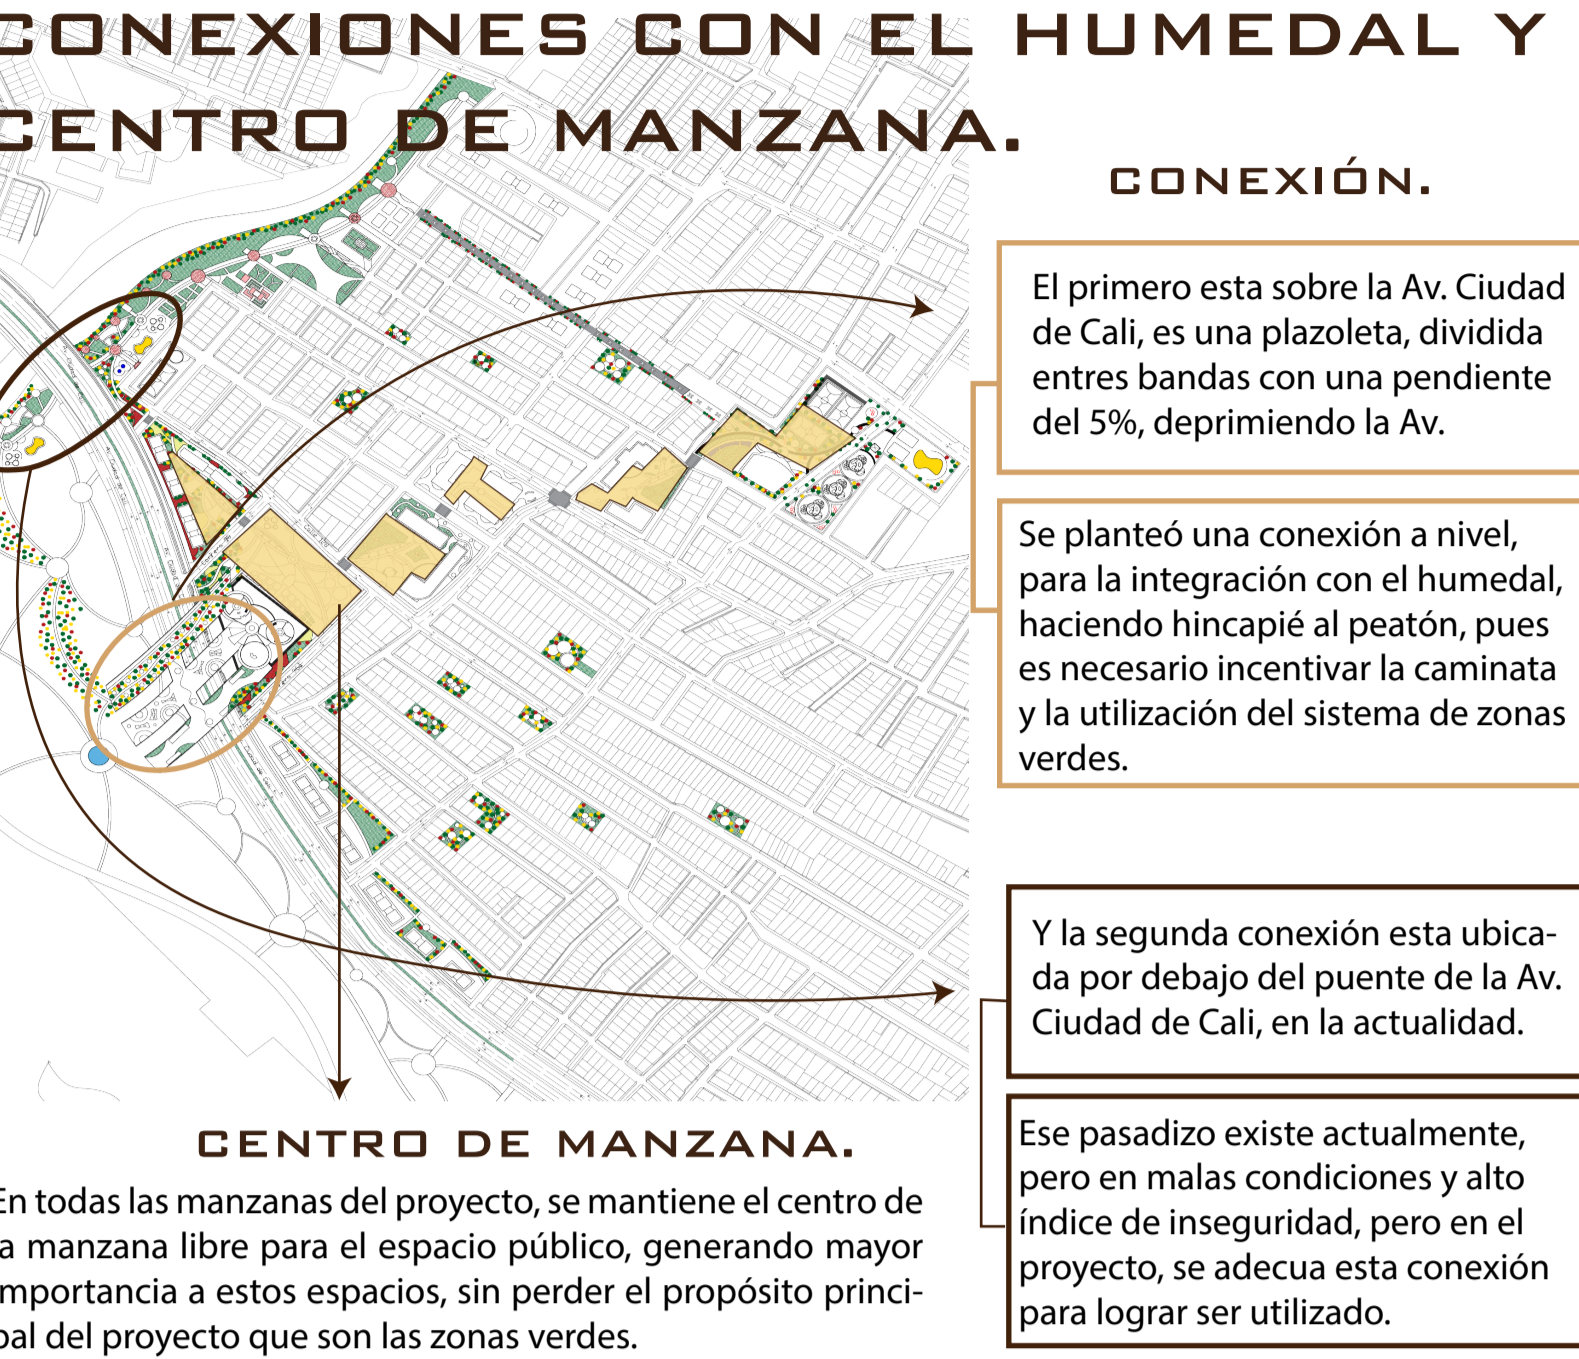 CONEXIONES CON EL HUMEDAL Y
CENTRO DE MANZANA.
CONEXIÓN.
El primero esta sobre la Av. Ciudad
de Cali, es una plazoleta, dividida
entres bandas con una pendiente
del 5%, deprimiendo la Av.
Se planteó una conexión a nivel,
para la integración con el humedal,
haciendo hincapié al peatón, pues
es necesario incentivar la caminata
y la utilización del sistema de zonas
verdes.
Y la segunda conexión esta ubica-
da por debajo del puente de la Av.
Ciudad de Cali, en la actualidad.
Ese pasadizo existe actualmente,
pero en malas condiciones y alto
índice de inseguridad, pero en el
proyecto, se adecua esta conexión
para lograr ser utilizado.
CENTRO DE MANZANA.
En todas las manzanas del proyecto, se mantiene el centro de
a manzana libre para el espacio público, generando mayor
mportancia a estos espacios, sin perder el propósito princi-
pal del proyecto que son las zonas verdes.